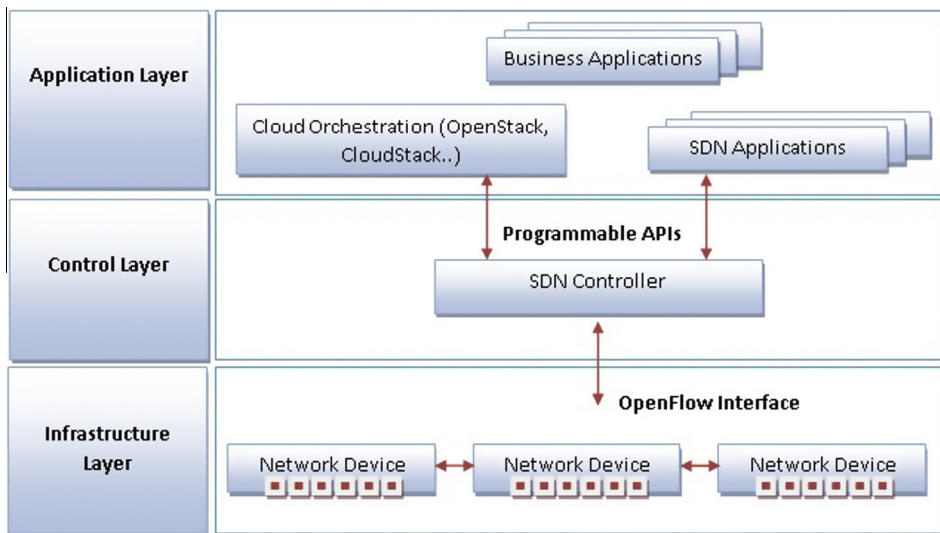 Application Layer
Business Applications
Cloud Orchestration (OpenStack,
CloudStack..)
SDN Applications
Control Layer
Programmable APIs
SDN Controller
Infrastructure
Layer
OpenFlow Interface
Network Device
Network Device
Network Device